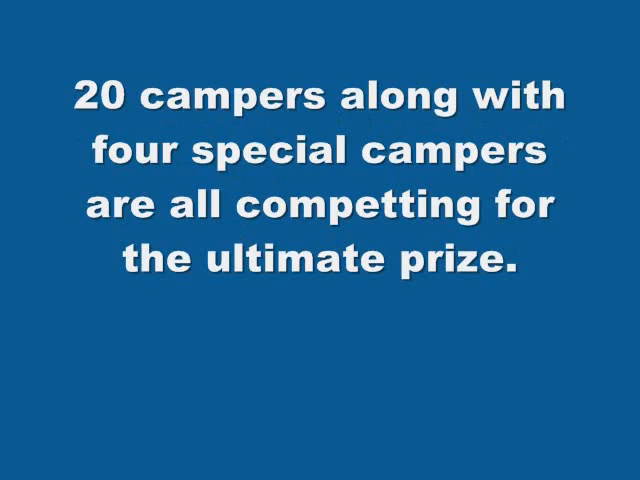 20 campers along with
four special campers
are all competting for
the ultimate prize.